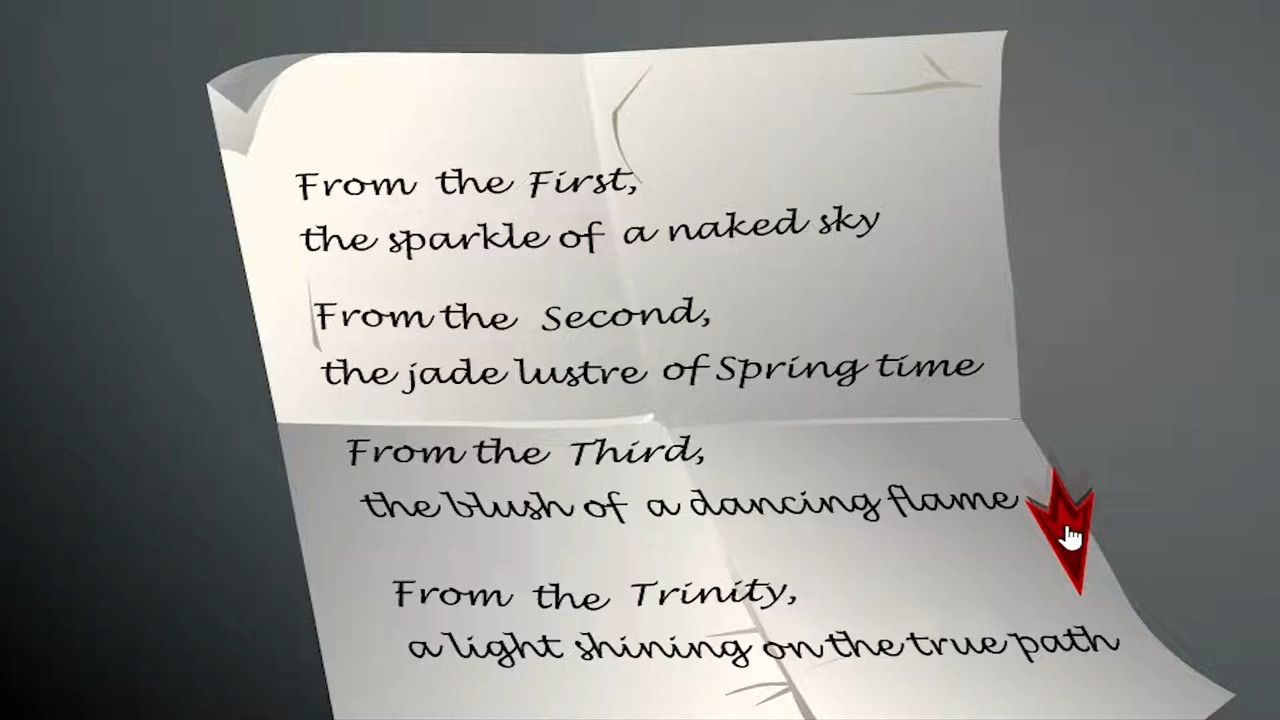 From the First,
the sparkle of a naked sky
From the Second,
the jade lustre of Spring time
From the Third,
the blush of a dancing flame
From the Trinity,
a light shining on the true path